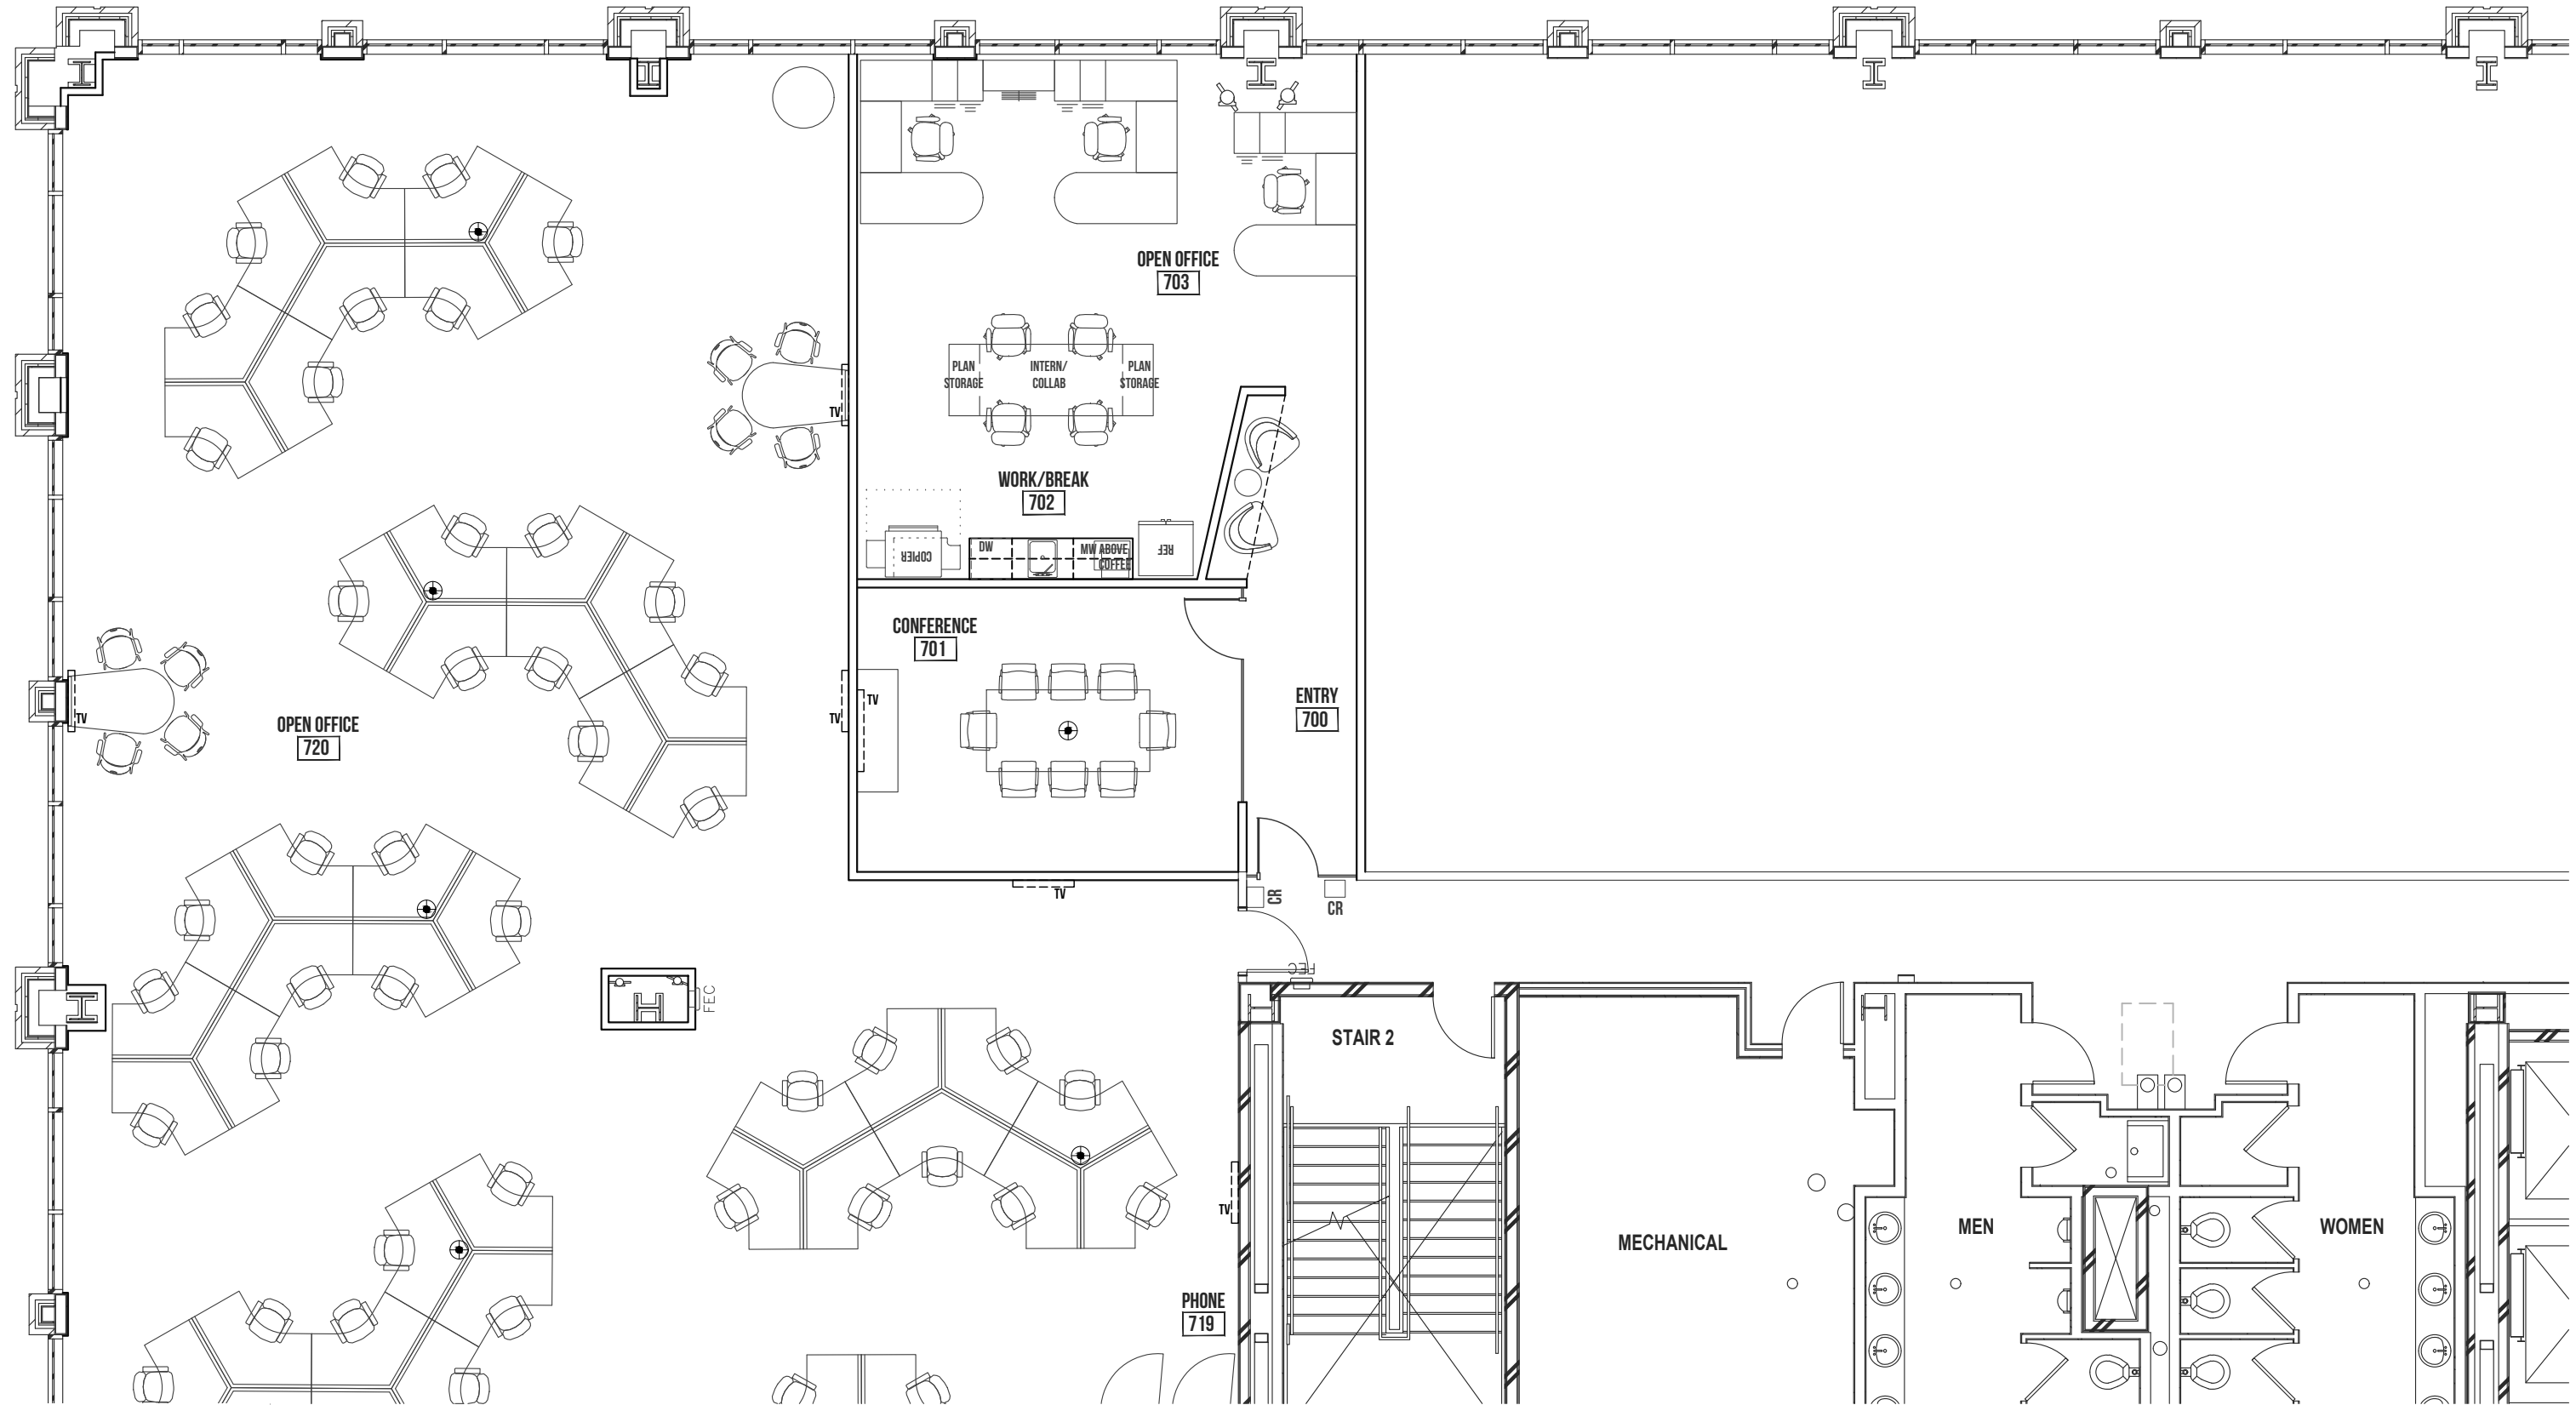 OPEN OFFICE
703
PLAN
STORAGE
INTERN/
COLLAB
PLAN
STORAGE
TV
WORK/BREAK
702
COPIER
DW
MW ABOVE
COFFEE
REF
CONFERENCE
701
TV
TV
ENTRY
700
TV
OPEN OFFICE
720
TV
CR
CR
FEC
FEC
STAIR 2
TV
MECHANICAL
MEN
WOMEN
PHONE
719